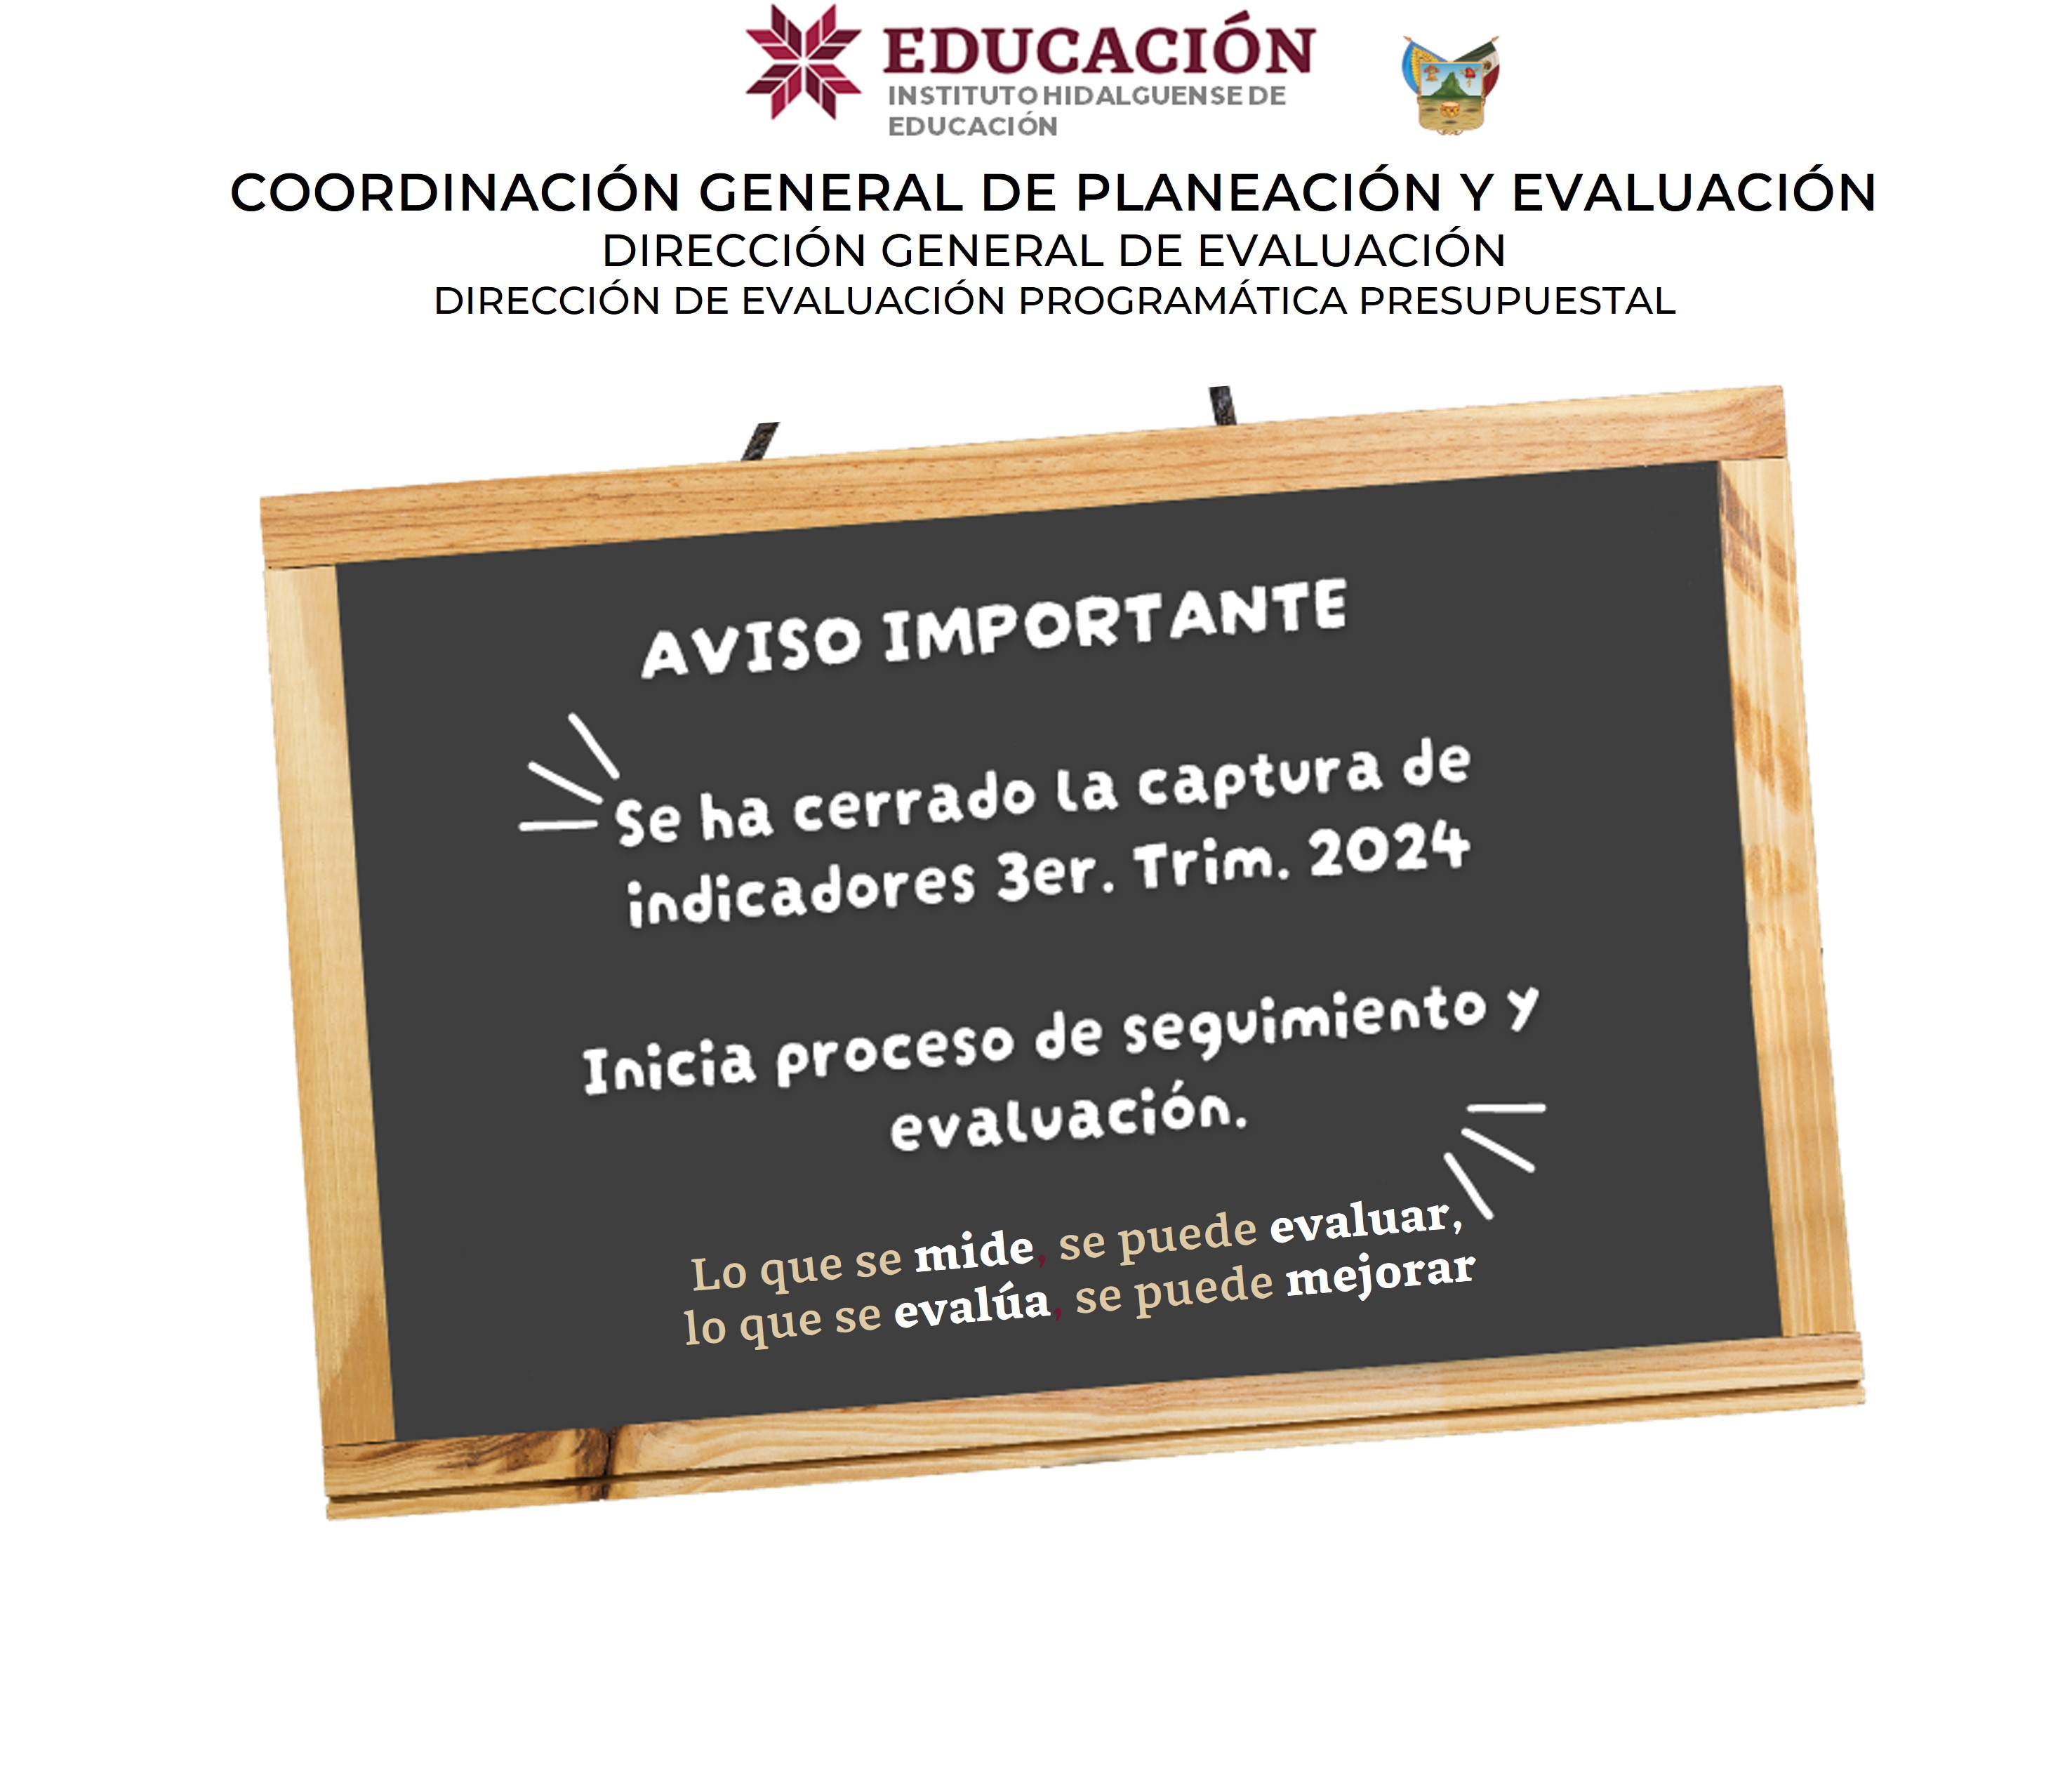 EDUCACIÓN
INSTITUTO HIDALGUENSE DE
EDUCACIÓN
COORDINACIÓN GENERAL DE PLANEACIÓN Y EVALUACIÓN
DIRECCIÓN GENERAL DE EVALUACIÓN
DIRECCIÓN DE EVALUACIÓN PROGRAMÁTICA PRESUPUESTAL
AVISO IMPORTANTE
Se ha cerrado la captura de
indicadores 3er. Trim. 2024
Inicia proceso de seguimiento y
evaluación.
Lo que se mide, se puede evaluar,
lo que se evalúa, se puede mejorar